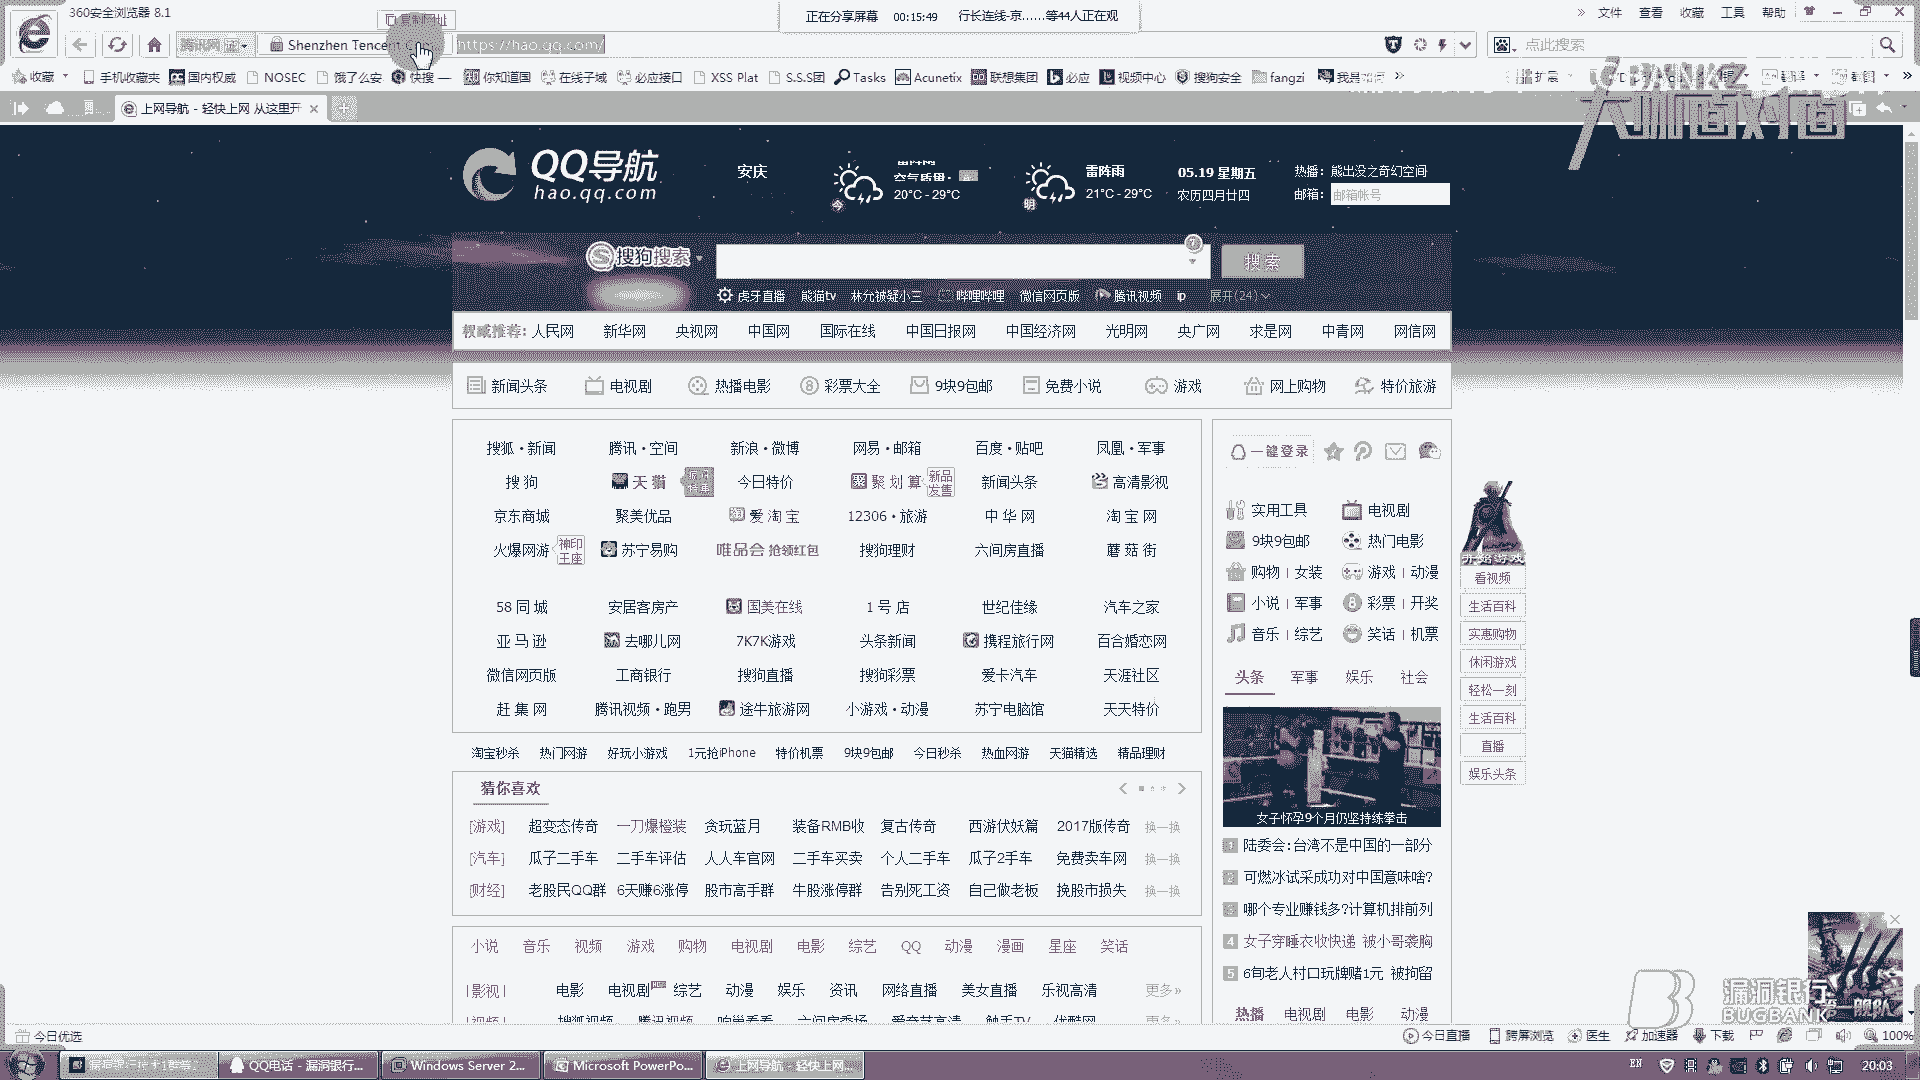 360安全浏览器 8.1
复制网址
正在分享屏幕 00:15:49 行长连线-京……等44人正在观
文件 查看 收藏 工具 帮助
腾讯网
Shenzhen Tencent
https://hao.qq.com/
点此搜索
收藏 手机收藏夹 国内权威 NOSEC 饿了么安 快搜一 你知道国 在线子域 必应接口 XSS Plat S.S.S团 Tasks Acunetix 联想集团 必应 视频中心 搜狗安全 fangzi
扩展
大咖面对面
上网导航 - 轻快上网 从这里开
QQ导航
hao.qq.com
安庆
今
空气质量:
20°C - 29°C
明
雷阵雨
21°C - 29°C
05.19 星期五
农历四月廿四
热播: 熊出没之奇幻空间
邮箱: 邮箱帐号
搜狗搜索
搜 索
虎牙直播 熊猫tv 林允被疑小三 哔哩哔哩 微信网页版 腾讯视频 ip 展开(24)
权威推荐: 人民网 新华网 央视网 中国网 国际在线 中国日报网 中国经济网 光明网 央广网 求是网 中青网 网信网
新闻头条 电视剧 热播电影 彩票大全 9块9包邮 免费小说 游戏 网上购物 特价旅游
搜狐・新闻 腾讯・空间 新浪・微博 网易・邮箱 百度・贴吧 凤凰・军事
搜 狗 天 猫 今日特价 聚 划 算 新品发售 新闻头条 高清影视
京东商城 聚美优品 爱 淘 宝 12306・旅游 中 华 网 淘 宝 网
火爆网游 神印王座 苏宁易购 唯品会 抢领红包 搜狗理财 六间房直播 蘑 菇 街
58 同 城 安居客房产 国美在线 1 号 店 世纪佳缘 汽车之家
亚 马 逊 去哪儿网 7K7K游戏 头条新闻 携程旅行网 百合婚恋网
微信网页版 工商银行 搜狗直播 搜狗彩票 爱卡汽车 天涯社区
赶 集 网 腾讯视频・跑男 途牛旅游网 小游戏・动漫 苏宁电脑馆 天天特价
淘宝秒杀 热门网游 好玩小游戏 1元抢iPhone 特价机票 9块9包邮 今日秒杀 热血网游 天猫精选 精品理财
猜你喜欢
[游戏] 超变态传奇 一刀爆橙装 贪玩蓝月 装备RMB收 复古传奇 西游伏妖篇 2017版传奇 换一换
[汽车] 瓜子二手车 二手车评估 人人车官网 二手车买卖 个人二手车 瓜子2手车 免费卖车网 换一换
[财经] 老股民QQ群 6天赚6涨停 股市高手群 牛股涨停群 告别死工资 自己做老板 挽股市损失 换一换
小说 音乐 视频 游戏 购物 电视剧 电影 综艺 QQ 动漫 漫画 星座 笑话
[影视] 电影 电视剧 综艺 动漫 娱乐 资讯 网络直播 美女直播 乐视高清 更多»
一键登录
实用工具 电视剧
9块9包邮 热门电影
购物 | 女装 游戏 | 动漫
小说 | 军事 彩票 | 开奖
音乐 | 综艺 笑话 | 机票
头条 军事 娱乐 社会
女子怀孕9个月仍坚持练拳击
1 陆委会:台湾不是中国的一部分
2 可燃冰试采成功对中国意味啥?
3 哪个专业赚钱多?计算机排前列
4 女子穿睡衣收快递 被小哥袭胸
5 6旬老人村口玩牌赌1元 被拘留
热播 电视剧 电影 动漫
开始游戏
看视频
生活百科
实惠购物
休闲游戏
轻松一刻
生活百科
直播
娱乐头条
漏洞银行
BUGBANK
舰队
今日优选
今日直播 跨屏浏览 医生 加速器 下载 100%
QQ电话 - 漏洞银行... Windows Server 2... Microsoft PowerPo... 上网导航 - 轻快上网...
EN
20:03